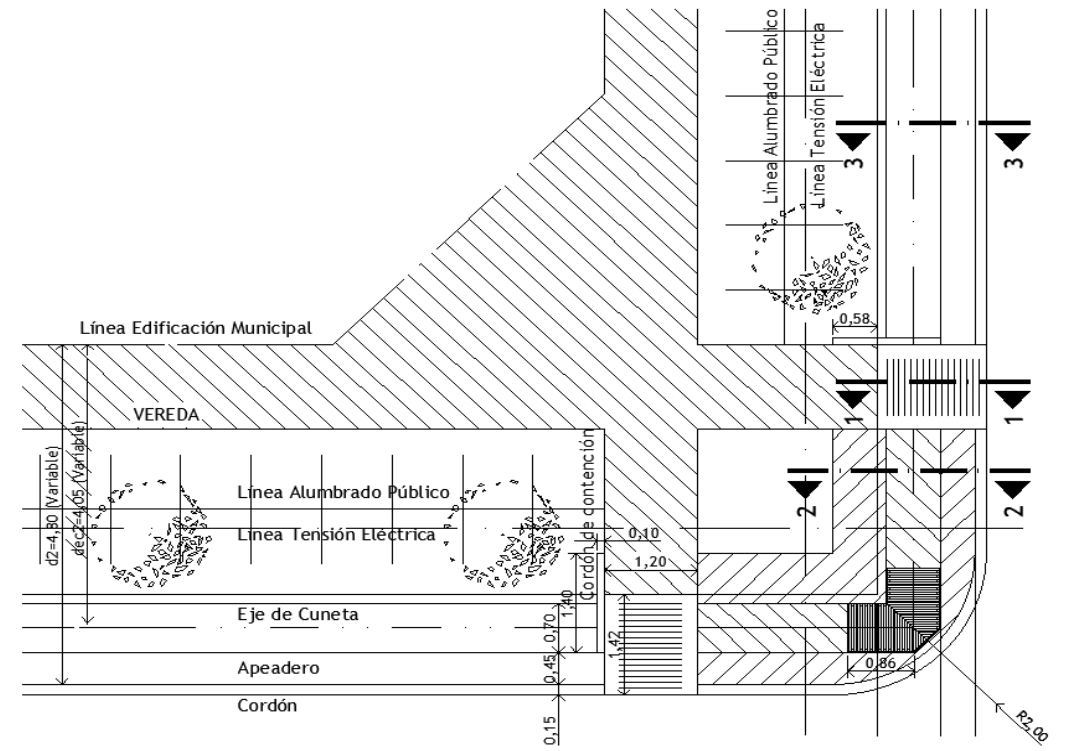 Línea Alumbrado Público
Línea Tensión Eléctrica
3
3
0,58
Línea Edificación Municipal
VEREDA
1
1
d2=4,80 (Variable)
dec2=4,05 (Variable)
Cordón de contención
Línea Alumbrado Público
2
2
Línea Tensión Eléctrica
0,10
1,20
1,40
Eje de Cuneta
0,70
1,42
Apeadero
0,45
0,86
Cordón
0,15
R2,00